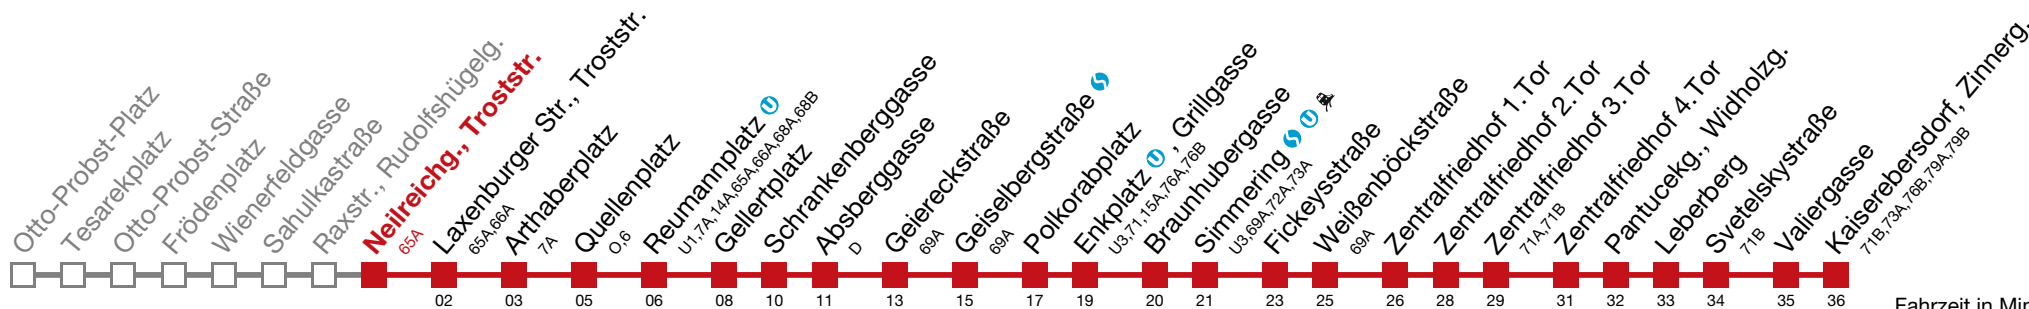 Otto-Probst-Platz
Tesarekplatz
Otto-Probst-Straße
Frödenplatz
Wienerfeldgasse
Sahulkastraße
Raxstr., Rudolfshügelg.
Neilreichg., Troststr.
65A
Laxenburger Str., Troststr.
65A,66A
Arthaberplatz
7A
Quellenplatz
O,6
Reumannplatz U
U1,7A,14A,65A,66A,68A,68B
Gellertplatz
Schrankenberggasse
Absberggasse
D
Geiereckstraße
69A
Geiselbergstraße
69A
Polkorabplatz
Enkplatz U , Grillgasse
U3,71,15A,76A,76B
Braunhubergasse
Simmering U
U3,69A,72A,73A
Fickeysstraße
Weißenböckstraße
69A
Zentralfriedhof 1.Tor
Zentralfriedhof 2.Tor
Zentralfriedhof 3.Tor
71A,71B
Zentralfriedhof 4.Tor
Pantucekg., Widholzg.
Leberberg
Svetelskystraße
71B
Valiergasse
Kaiserebersdorf, Zinnerg.
71B,73A,76B,79A,79B
02 03 05 06 08 10 11 13 15 17 19 20 21 23 25 26 28 29 31 32 33 34 35 36
Fahrzeit in Min